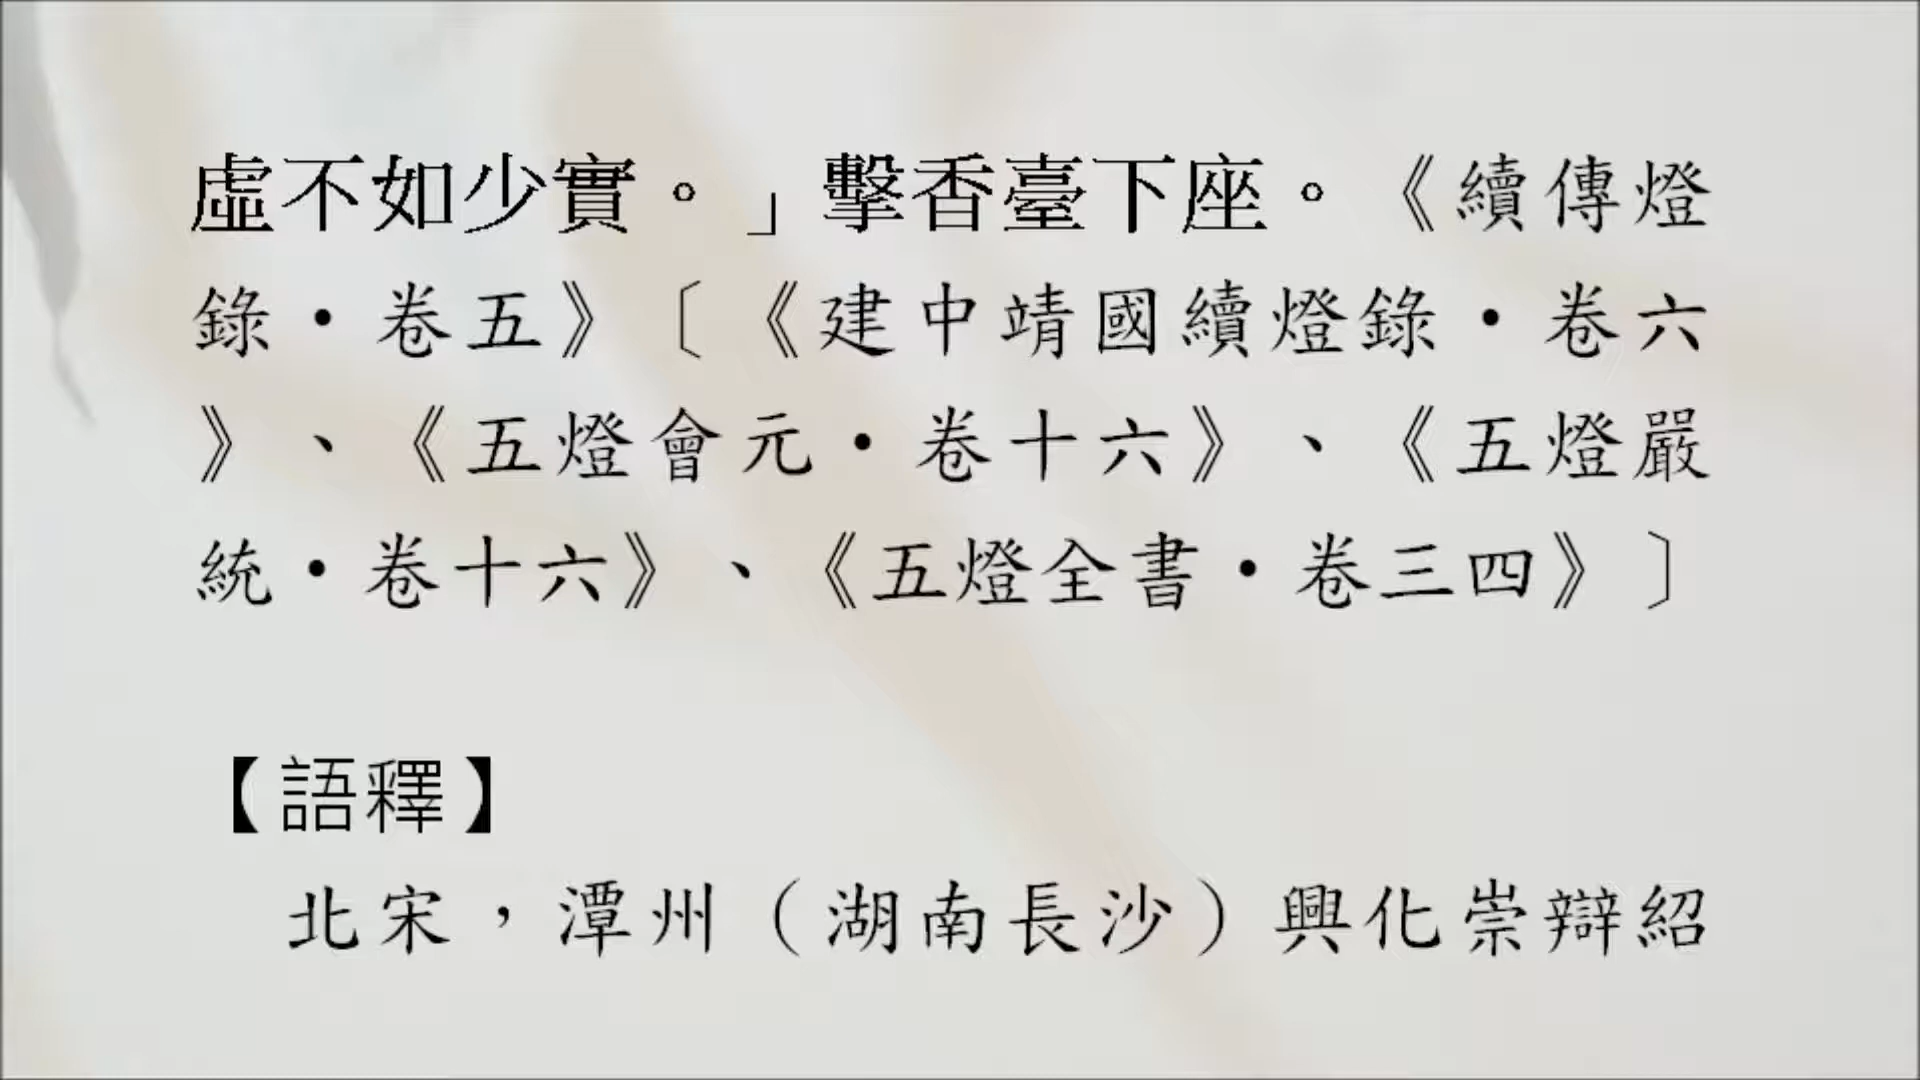 虛不如少實。」擊香臺下座。《續傳燈
錄・卷五》〔《建中靖國續燈錄・卷六
》、《五燈會元・卷十六》、《五燈嚴
統・卷十六》、《五燈全書・卷三四》〕
【語釋】
北宋，潭州（湖南長沙）興化崇辯紹